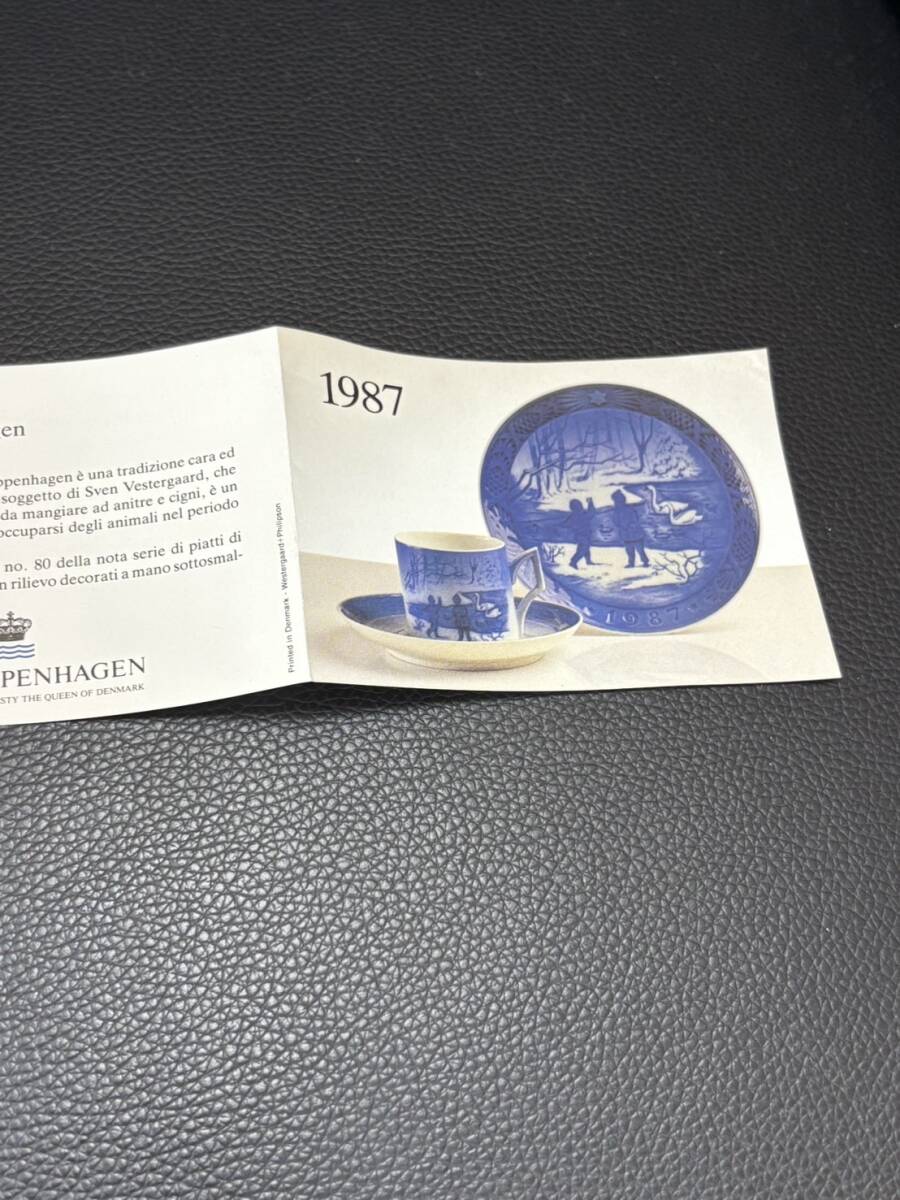 en
openhagen è una tradizione cara ed
soggetto di Sven Vestergaard, che
da mangiare ad anitre e cigni, è un
occuparsi degli animali nel periodo
no. 80 della nota serie di piatti di
n rilievo decorati a mano sottosmal-
PENHAGEN
STY THE QUEEN OF DENMARK
Printed in Denmark - Westergaard+Philipson
1987
1987